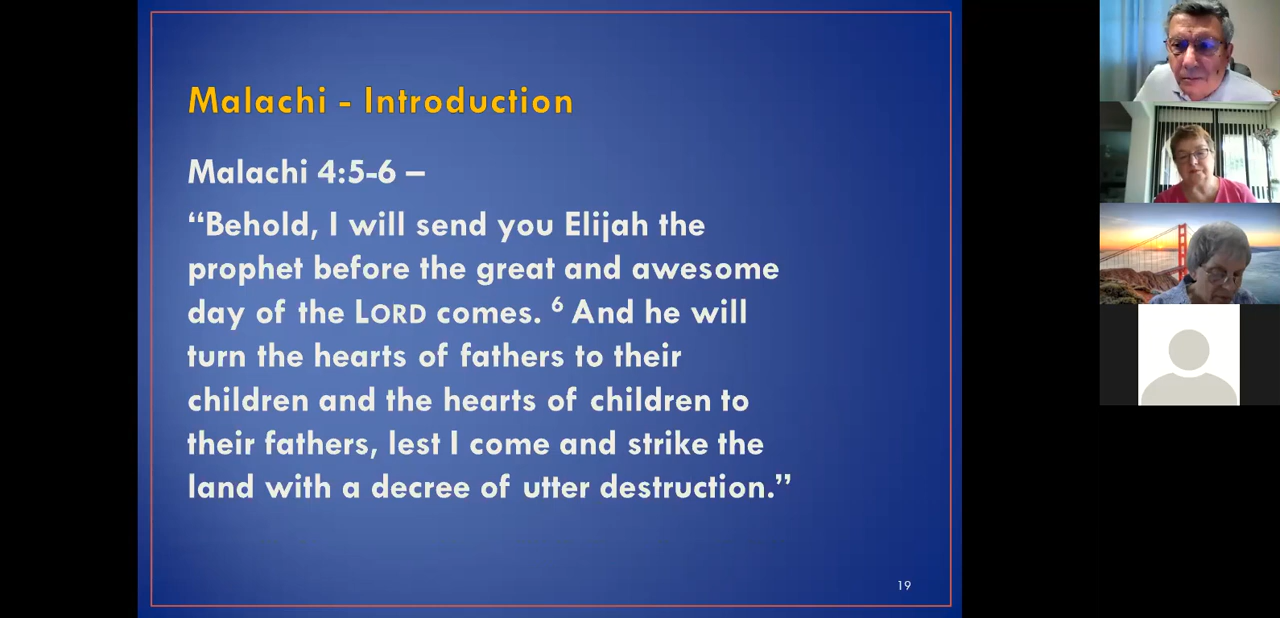 Malachi - Introduction
Malachi 4:5-6 –
“Behold, I will send you Elijah the
prophet before the great and awesome
day of the LORD comes. ⁶ And he will
turn the hearts of fathers to their
children and the hearts of children to
their fathers, lest I come and strike the
land with a decree of utter destruction.”
19